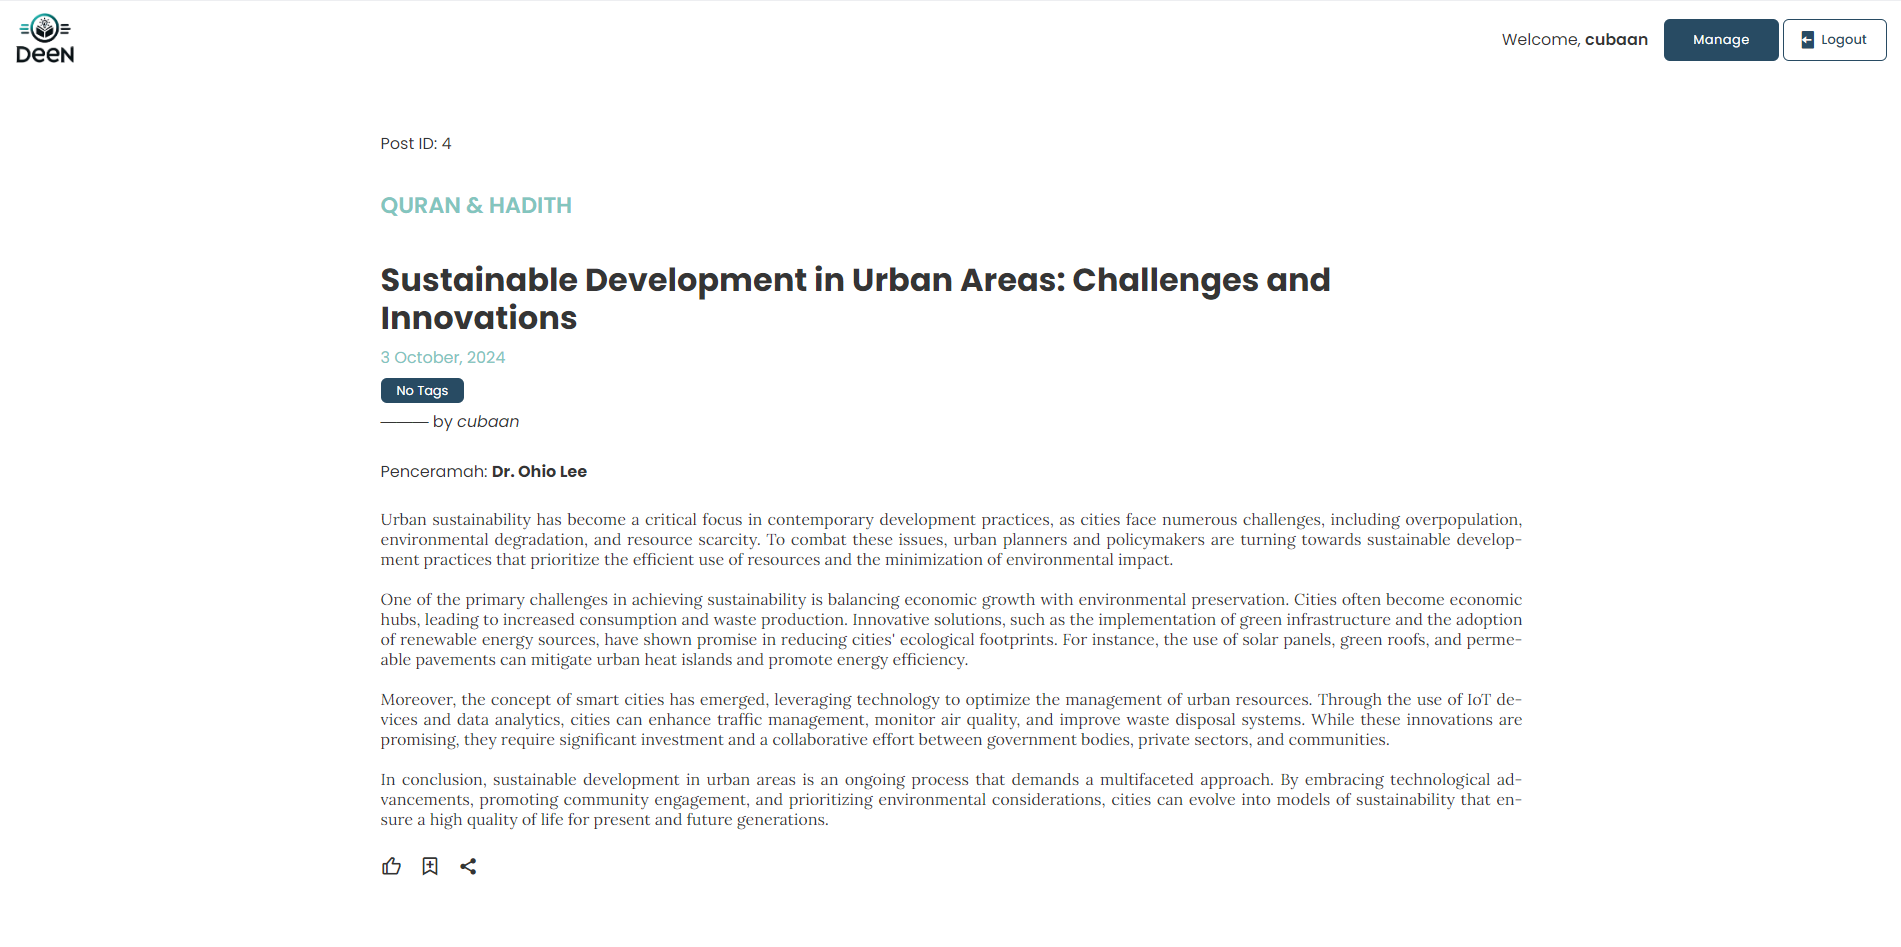 DeeN
Welcome, cubaan
Manage
Logout
Post ID: 4
QURAN & HADITH
Sustainable Development in Urban Areas: Challenges and
Innovations
3 October, 2024
No Tags
——— by cubaan
Penceramah: Dr. Ohio Lee
Urban sustainability has become a critical focus in contemporary development practices, as cities face numerous challenges, including overpopulation,
environmental degradation, and resource scarcity. To combat these issues, urban planners and policymakers are turning towards sustainable develop-
ment practices that prioritize the efficient use of resources and the minimization of environmental impact.
One of the primary challenges in achieving sustainability is balancing economic growth with environmental preservation. Cities often become economic
hubs, leading to increased consumption and waste production. Innovative solutions, such as the implementation of green infrastructure and the adoption
of renewable energy sources, have shown promise in reducing cities' ecological footprints. For instance, the use of solar panels, green roofs, and perme-
able pavements can mitigate urban heat islands and promote energy efficiency.
Moreover, the concept of smart cities has emerged, leveraging technology to optimize the management of urban resources. Through the use of IoT de-
vices and data analytics, cities can enhance traffic management, monitor air quality, and improve waste disposal systems. While these innovations are
promising, they require significant investment and a collaborative effort between government bodies, private sectors, and communities.
In conclusion, sustainable development in urban areas is an ongoing process that demands a multifaceted approach. By embracing technological ad-
vancements, promoting community engagement, and prioritizing environmental considerations, cities can evolve into models of sustainability that en-
sure a high quality of life for present and future generations.